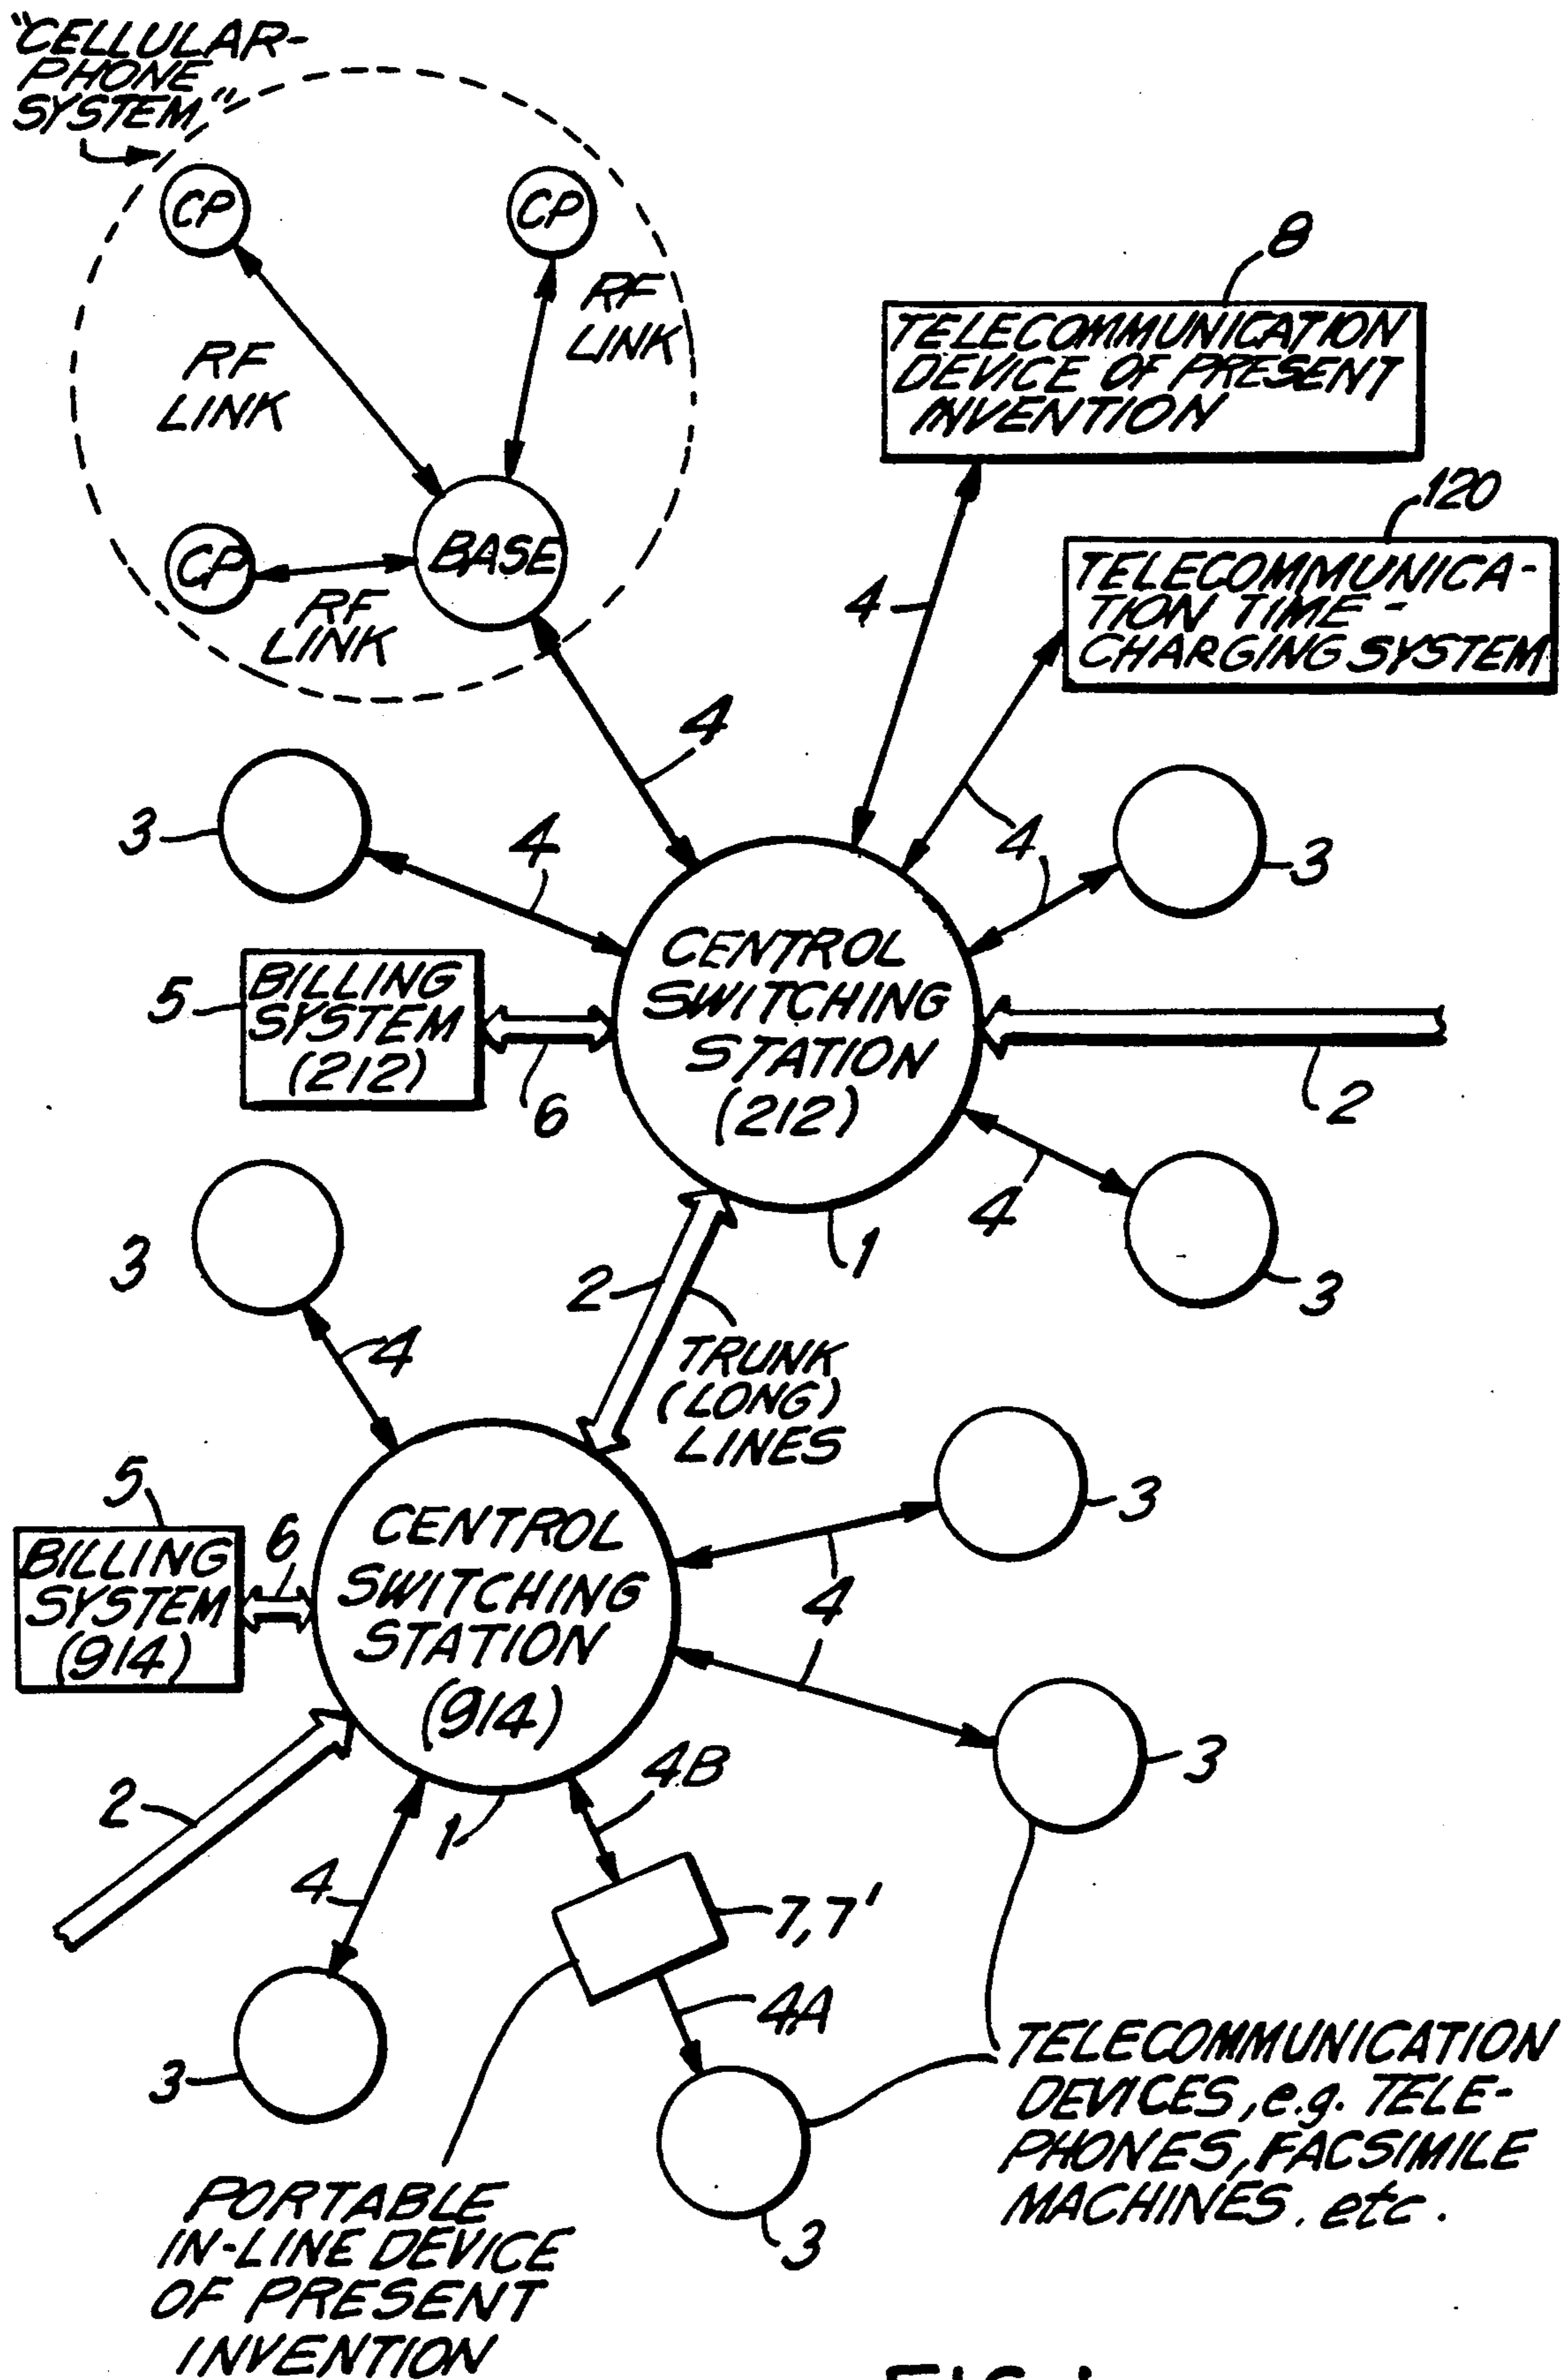 "CELLULAR-
PHONE
SYSTEM,"
CP
CP
RF
LINK
RF
LINK
CP
BASE
RF
LINK
8
TELECOMMUNICATION
DEVICE OF PRESENT
INVENTION
120
TELECOMMUNICA-
TION TIME-
CHARGING SYSTEM
4
4
4
3
4
3
CENTROL
SWITCHING
STATION
(212)
5
BILLING
SYSTEM
(212)
6
2
4
3
1
3
4
2
TRUNK
(LONG)
LINES
3
5
BILLING
SYSTEM
(914)
6
CENTROL
SWITCHING
STATION
(914)
4
3
2
4B
1
4
7,7'
4A
3
3
TELECOMMUNICATION
DEVICES, e.g. TELE-
PHONES, FACSIMILE
MACHINES, etc.
PORTABLE
IN-LINE DEVICE
OF PRESENT
INVENTION
FIG. 1